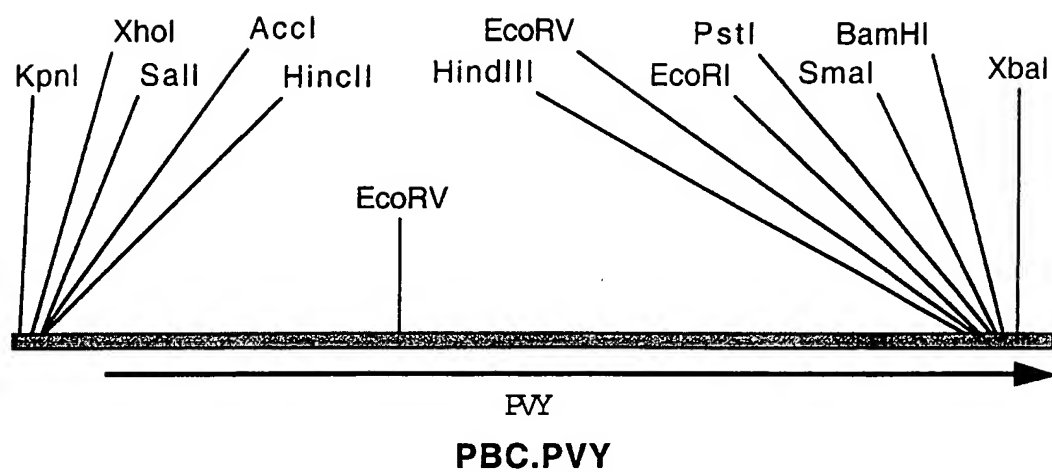 XhoI AccI EcoRV PstI BamHI
KpnI SalI HincII HindIII EcoRI SmaI XbaI
EcoRV
PVY
PBC.PVY